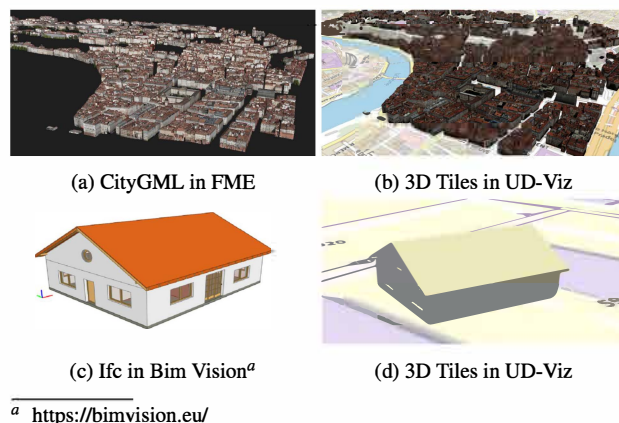 (a) CityGML in FME
(b) 3D Tiles in UD-Viz
(c) Ifc in Bim Visionᵃ
(d) 3D Tiles in UD-Viz
ᵃ https://bimvision.eu/